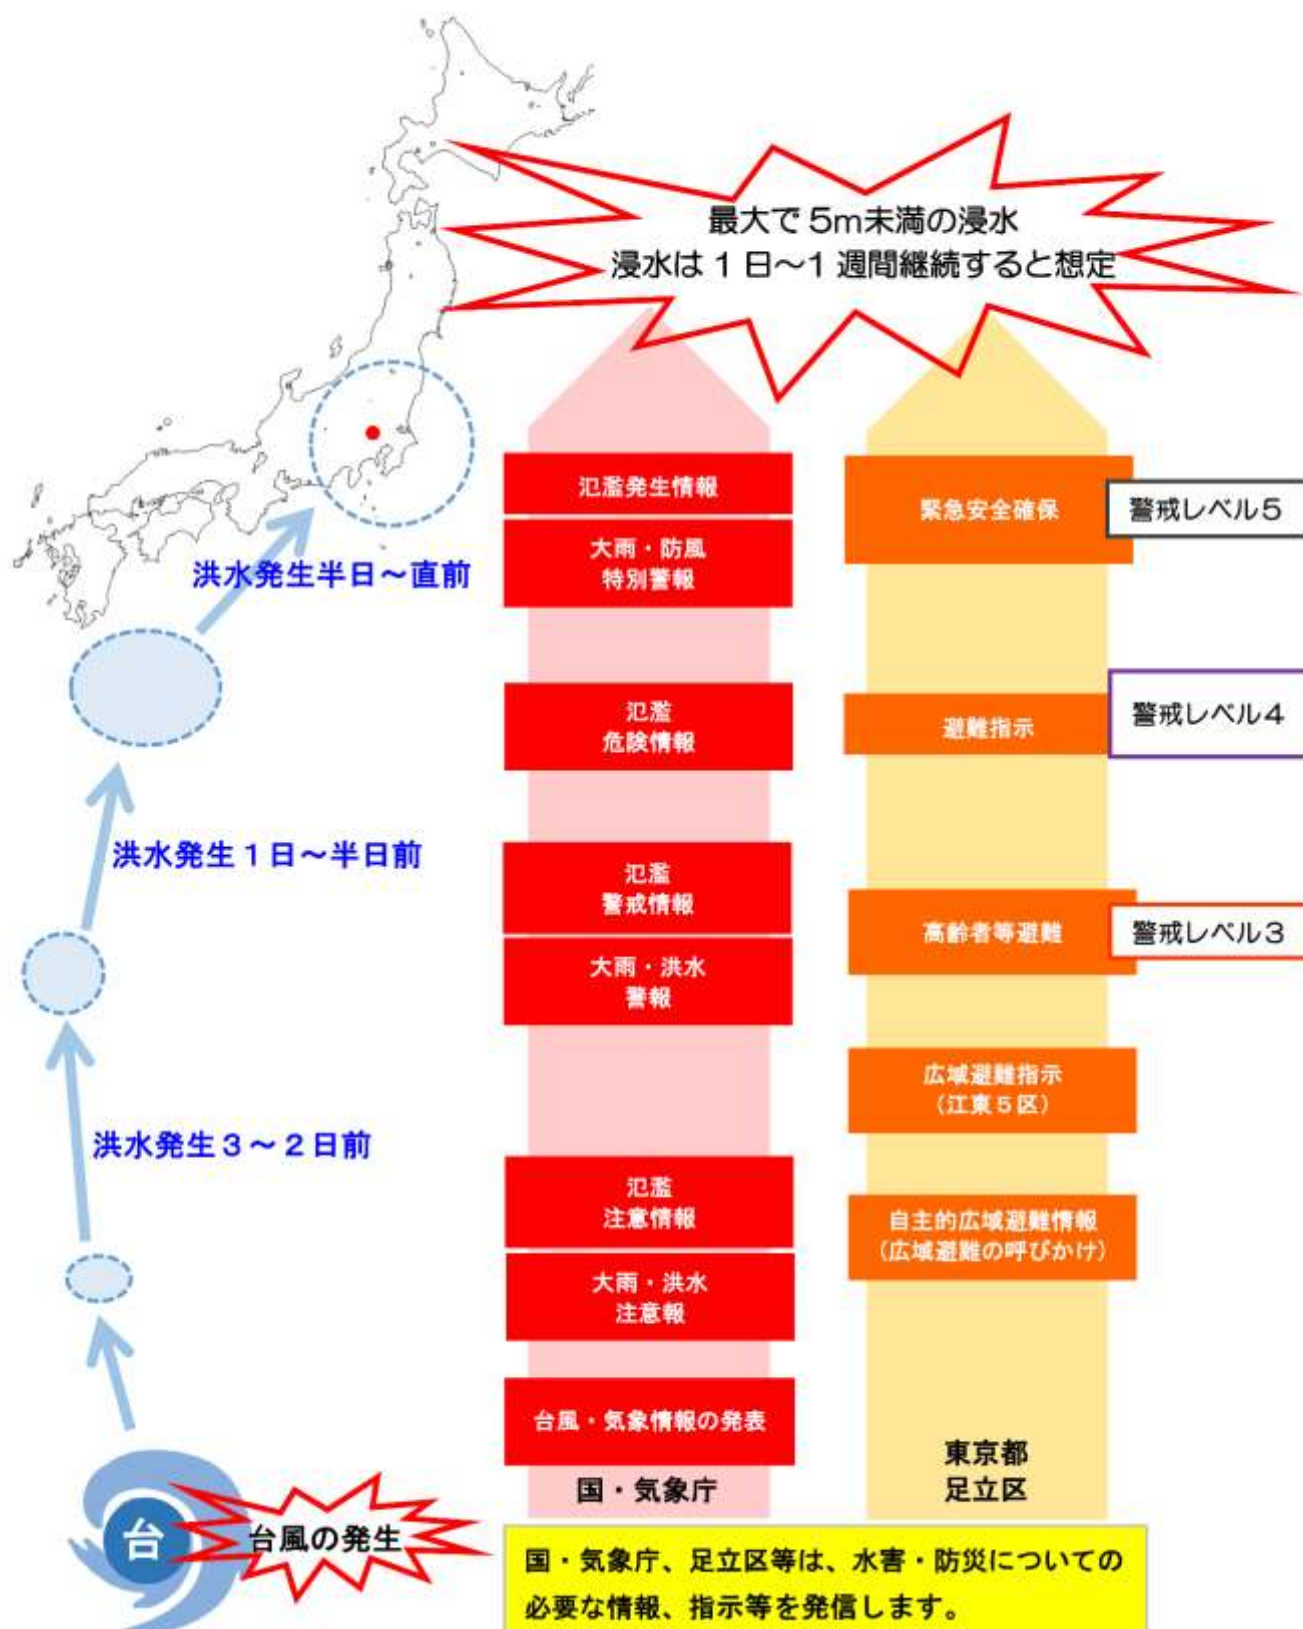 最大で5m未満の浸水
浸水は1日～1週間継続すると想定
氾濫発生情報
大雨・防風
特別警報
緊急安全確保
警戒レベル5
洪水発生半日～直前
氾濫
危険情報
避難指示
警戒レベル4
洪水発生1日～半日前
氾濫
警戒情報
大雨・洪水
警報
高齢者等避難
警戒レベル3
広域避難指示
(江東5区)
洪水発生3～2日前
氾濫
注意情報
大雨・洪水
注意報
自主的広域避難情報
(広域避難の呼びかけ)
台風・気象情報の発表
国・気象庁
東京都
足立区
台
台風の発生
国・気象庁、足立区等は、水害・防災についての
必要な情報、指示等を発信します。